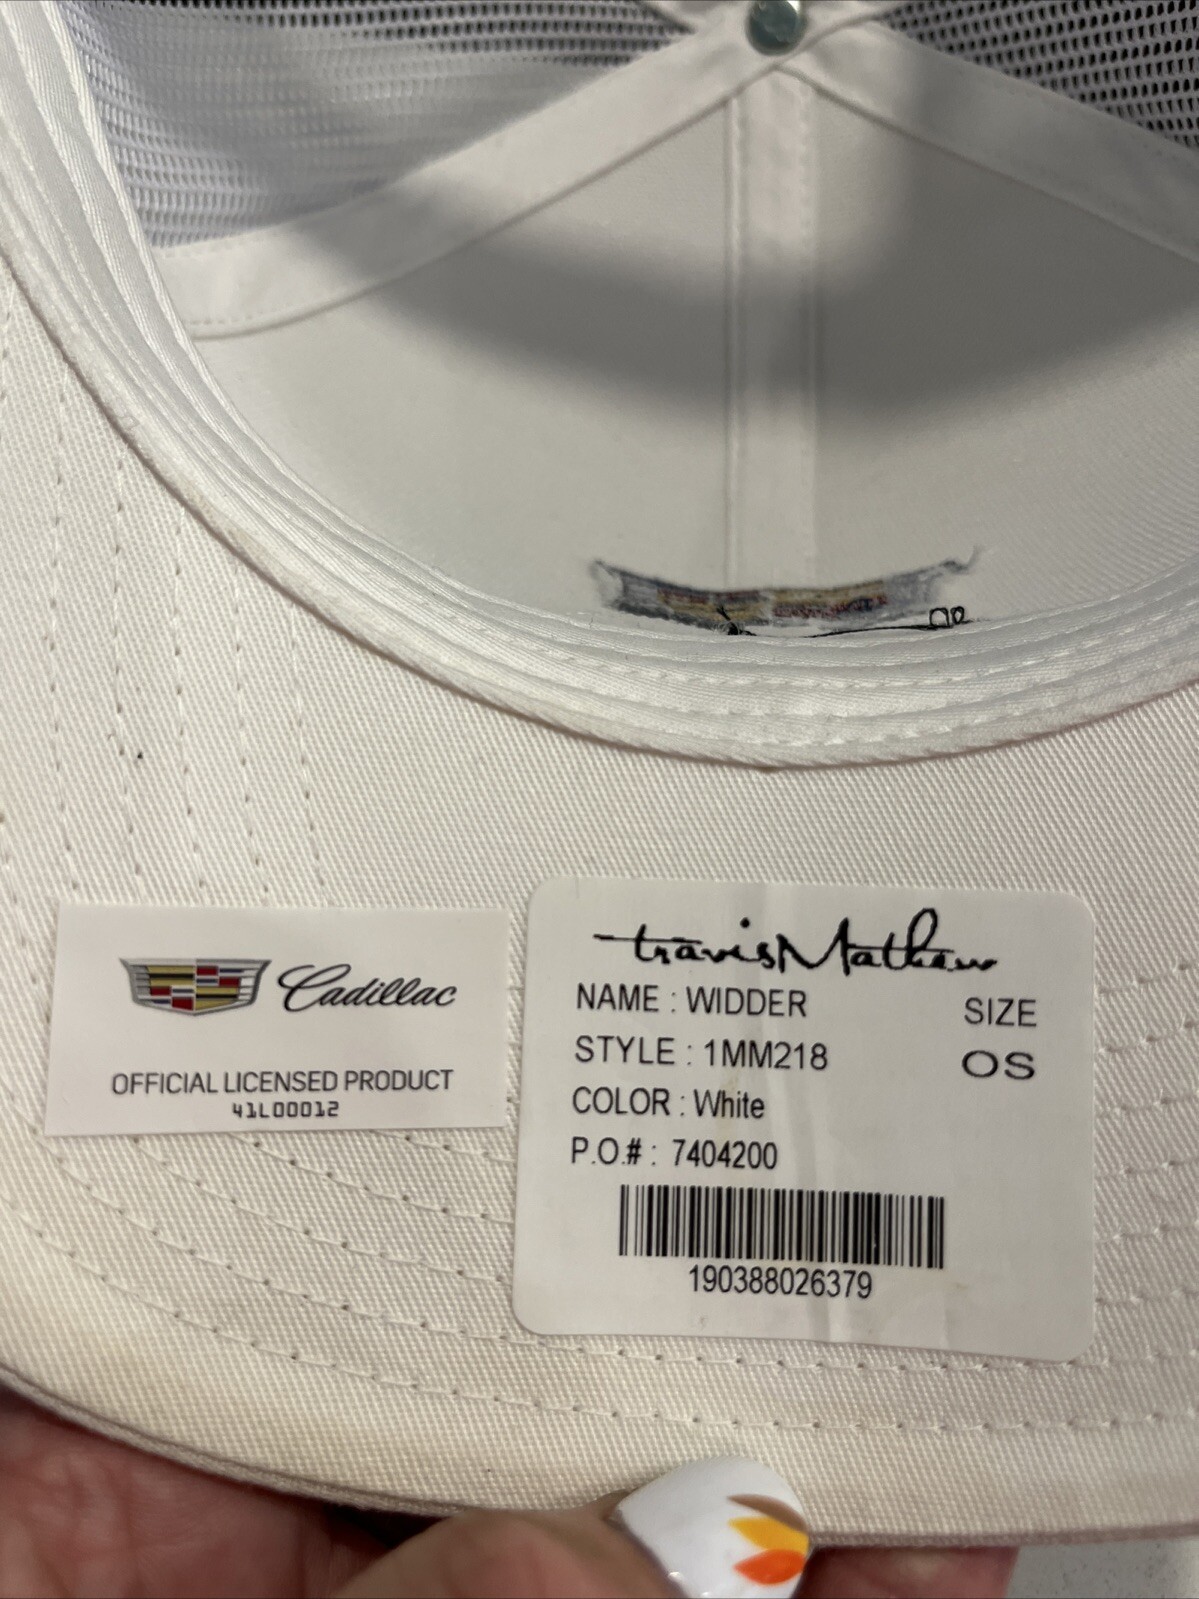 Cadillac
OFFICIAL LICENSED PRODUCT
41L00012
travisMathew
NAME : WIDDER
SIZE
STYLE : 1MM218
OS
COLOR : White
P.O.# : 7404200
190388026379